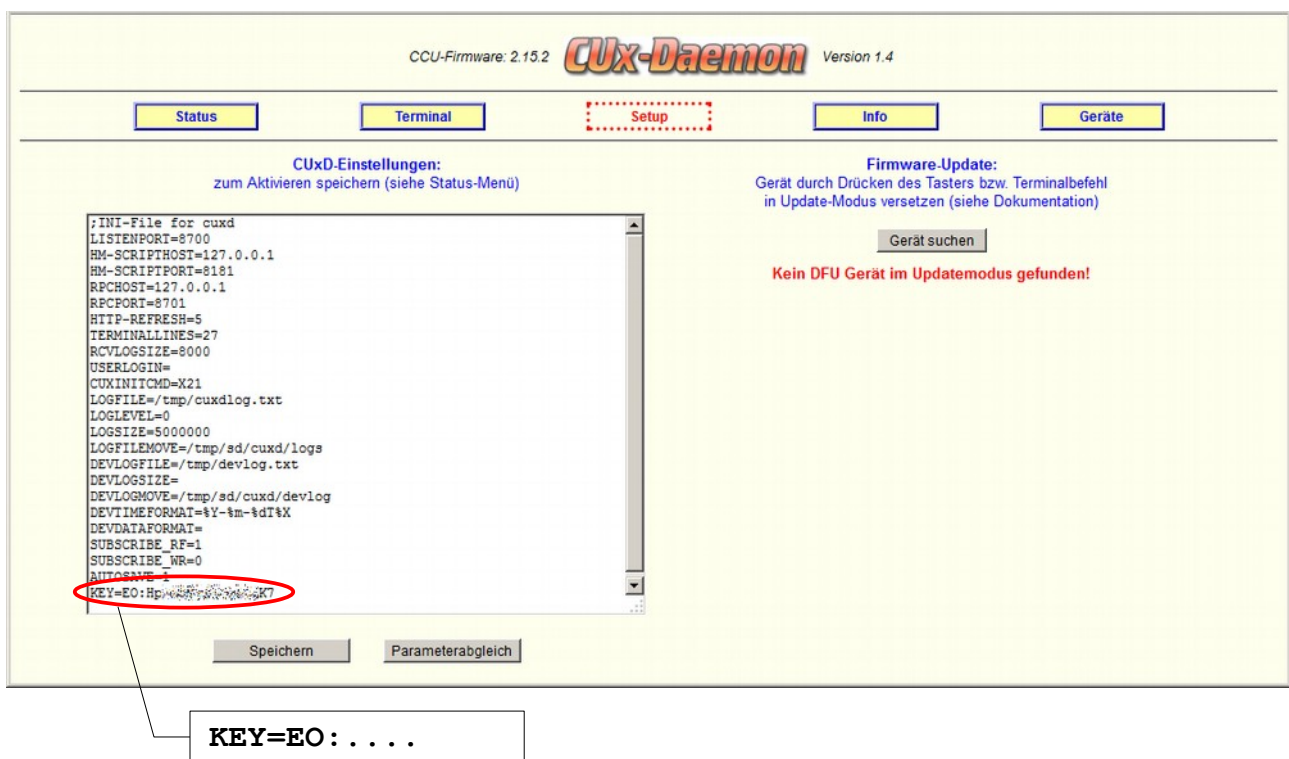 CCU-Firmware: 2.15.2 CUx-Daemon Version 1.4
Status Terminal Setup Info Geräte
CUxD-Einstellungen:
zum Aktivieren speichern (siehe Status-Menü)
;INI-File for cuxd
LISTENPORT=8700
HM-SCRIPTHOST=127.0.0.1
HM-SCRIPTPORT=8181
RPCHOST=127.0.0.1
RPCPORT=8701
HTTP-REFRESH=5
TERMINALLINES=27
RCVLOGSIZE=8000
USERLOGIN=
CUXINITCMD=X21
LOGFILE=/tmp/cuxdlog.txt
LOGLEVEL=0
LOGSIZE=5000000
LOGFILEMOVE=/tmp/sd/cuxd/logs
DEVLOGFILE=/tmp/devlog.txt
DEVLOGSIZE=
DEVLOGMOVE=/tmp/sd/cuxd/devlog
DEVTIMEFORMAT=%Y-%m-%dT%X
DEVDATAFORMAT=
SUBSCRIBE_RF=1
SUBSCRIBE_WR=0
AUTOSAVE=1
KEY=EO:Hp K7
Speichern Parameterabgleich
Firmware-Update:
Gerät durch Drücken des Tasters bzw. Terminalbefehl
in Update-Modus versetzen (siehe Dokumentation)
Gerät suchen
Kein DFU Gerät im Updatemodus gefunden!
KEY=EO:....